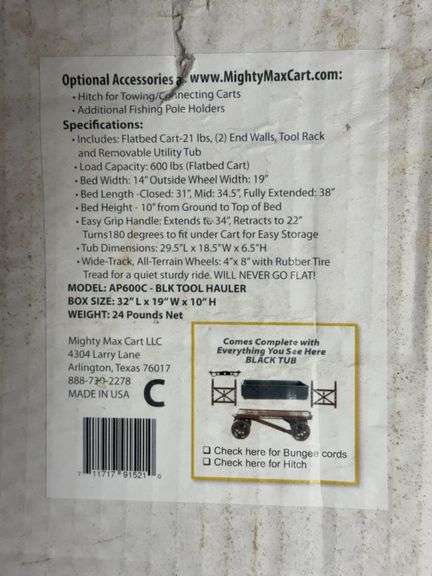 Optional Accessories a www.MightyMaxCart.com:
• Hitch for Towing/Connecting Carts
• Additional Fishing Pole Holders
Specifications:
• Includes: Flatbed Cart-21 lbs, (2) End Walls, Tool Rack
and Removable Utility Tub
• Load Capacity: 600 lbs (Flatbed Cart)
• Bed Width: 14" Outside Wheel Width: 19"
• Bed Length -Closed: 31", Mid: 34.5", Fully Extended: 38"
• Bed Height - 10" from Ground to Top of Bed
• Easy Grip Handle: Extends to 34", Retracts to 22"
Turns180 degrees to fit under Cart for Easy Storage
• Tub Dimensions: 29.5"L x 18.5"W x 6.5"H
• Wide-Track, All-Terrain Wheels: 4"x 8" with Rubber Tire
Tread for a quiet sturdy ride. WILL NEVER GO FLAT!
MODEL: AP600C - BLK TOOL HAULER
BOX SIZE: 32" L x 19" W x 10" H
WEIGHT: 24 Pounds Net
Mighty Max Cart LLC
4304 Larry Lane
Arlington, Texas 76017
888-739-2278
MADE IN USA
C
7 11717 91521 6
Comes Complete with
Everything You See Here
BLACK TUB
☐ Check here for Bungee cords
☐ Check here for Hitch